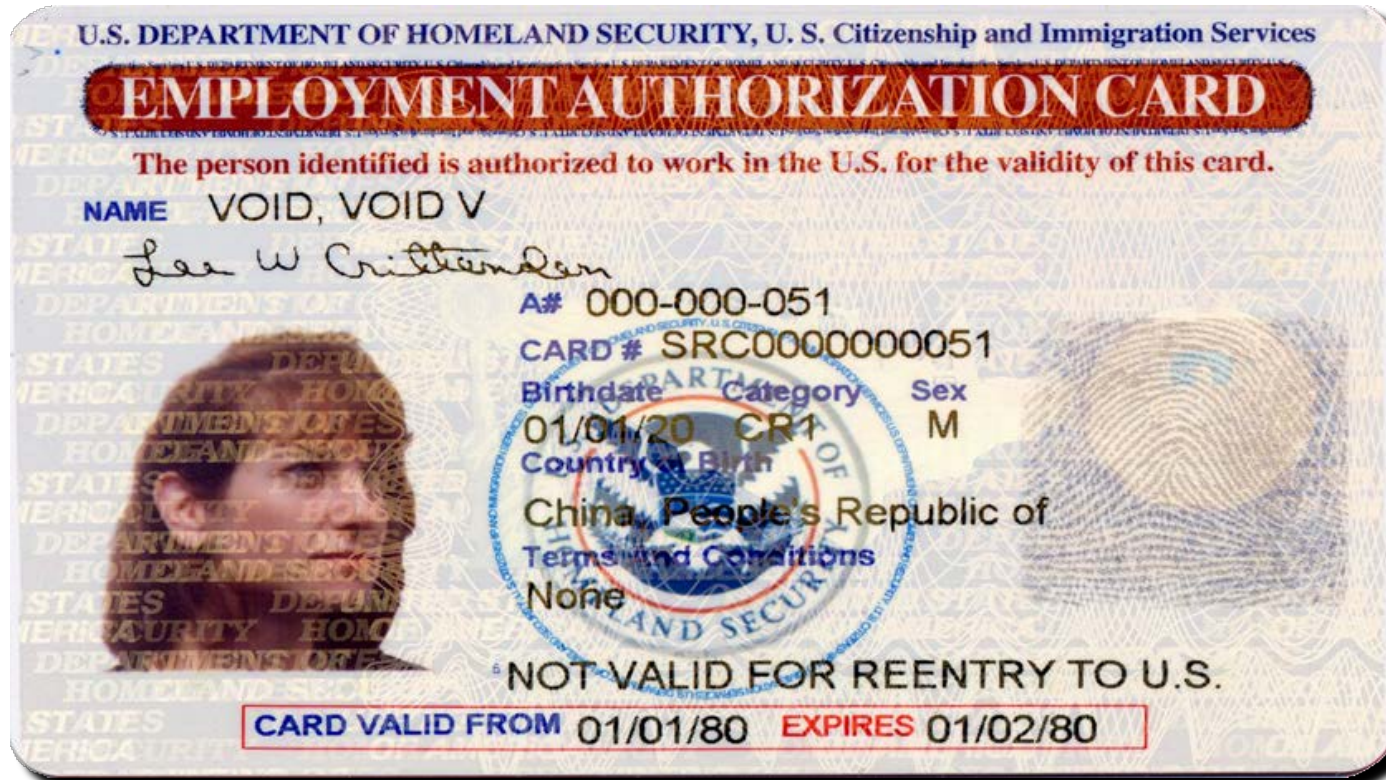 U.S. DEPARTMENT OF HOMELAND SECURITY, U. S. Citizenship and Immigration Services
EMPLOYMENT AUTHORIZATION CARD
The person identified is authorized to work in the U.S. for the validity of this card.
NAME VOID, VOID V
Lee W Crittenden
A# 000-000-051
CARD # SRC0000000051
Birthdate Category Sex
01/01/20 CR1 M
Country of Birth
China, People's Republic of
Terms and Conditions
None
NOT VALID FOR REENTRY TO U.S.
CARD VALID FROM 01/01/80 EXPIRES 01/02/80